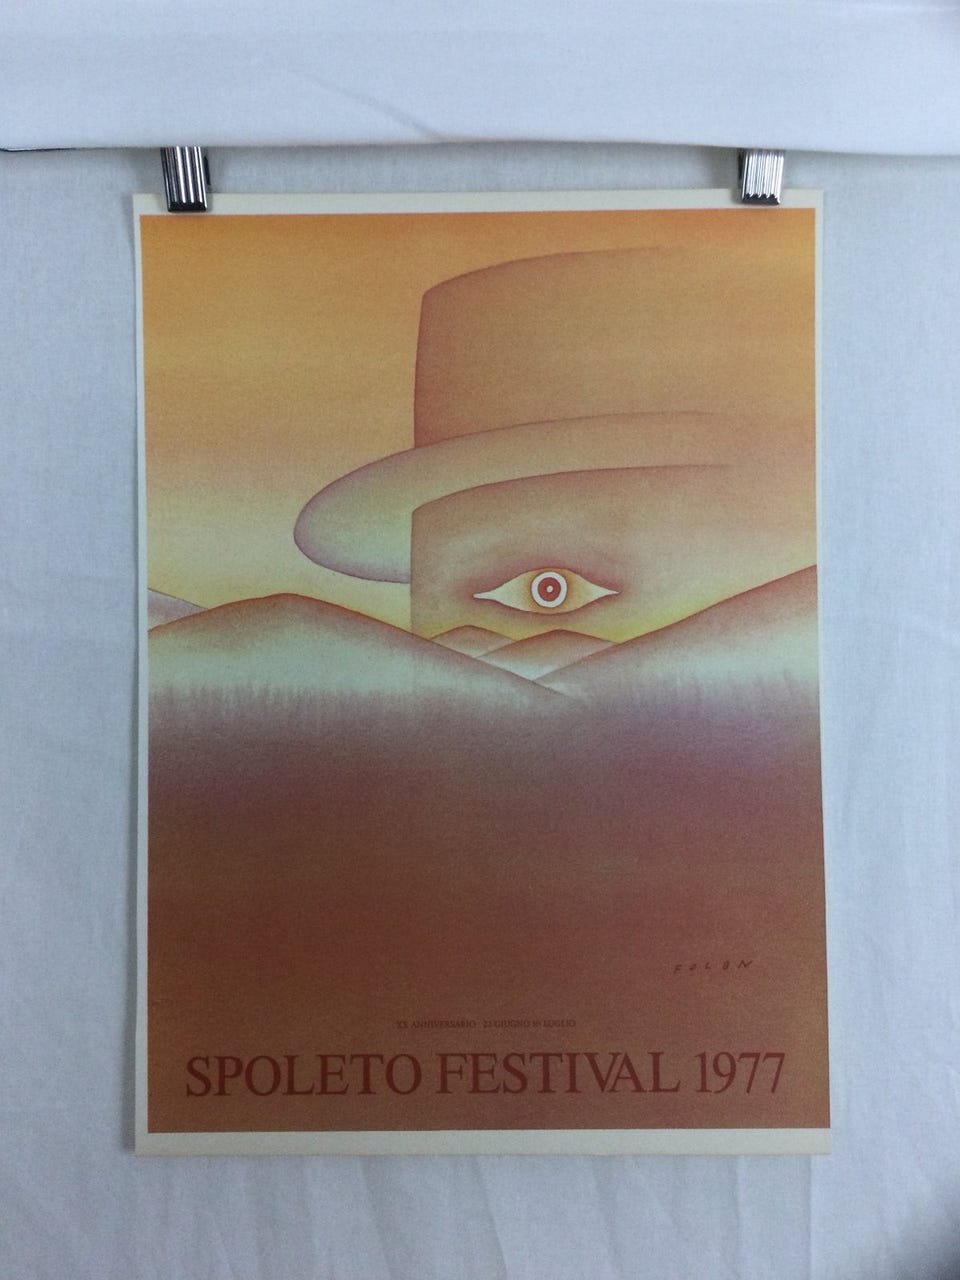 FOLON
XX ANNIVERSARIO 22 GIUGNO 10 LUGLIO
SPOLETO FESTIVAL 1977